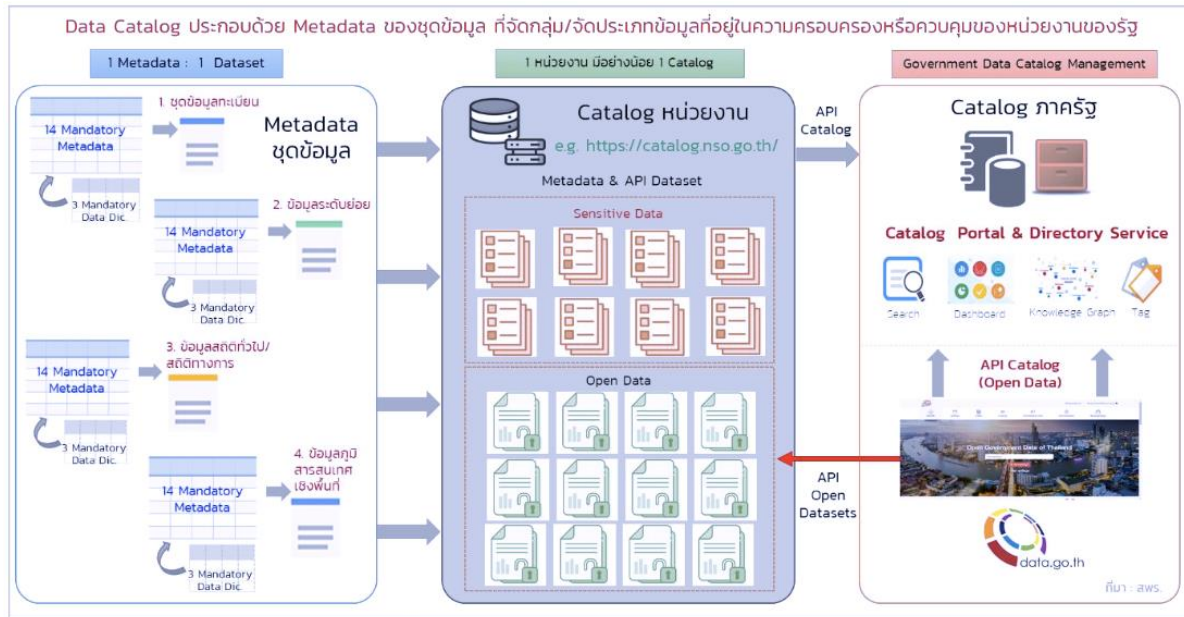 Data Catalog ประกอบด้วย Metadata ของชุดข้อมูล ที่จัดกลุ่ม/จัดประเภทข้อมูลที่อยู่ในความครอบครองหรือควบคุมของหน่วยงานของรัฐ
1 Metadata : 1 Dataset
14 Mandatory
Metadata
3 Mandatory
Data Dic.
1. ชุดข้อมูลทะเบียน
Metadata
ชุดข้อมูล
14 Mandatory
Metadata
3 Mandatory
Data Dic.
2. ข้อมูลระดับย่อย
14 Mandatory
Metadata
3 Mandatory
Data Dic.
3. ข้อมูลสถิติทั่วไป/
สถิติทางการ
14 Mandatory
Metadata
3 Mandatory
Data Dic.
4. ข้อมูลภูมิ
สารสนเทศ
เชิงพื้นที่
1 หน่วยงาน มีอย่างน้อย 1 Catalog
Catalog หน่วยงาน
e.g. https://catalog.nso.go.th/
Metadata & API Dataset
Sensitive Data
Open Data
API
Catalog
API
Open
Datasets
Government Data Catalog Management
Catalog ภาครัฐ
Catalog Portal & Directory Service
Search
Dashboard
Knowledge Graph
Tag
API Catalog
(Open Data)
Open Government Data of Thailand
data.go.th
ที่มา : สพร.